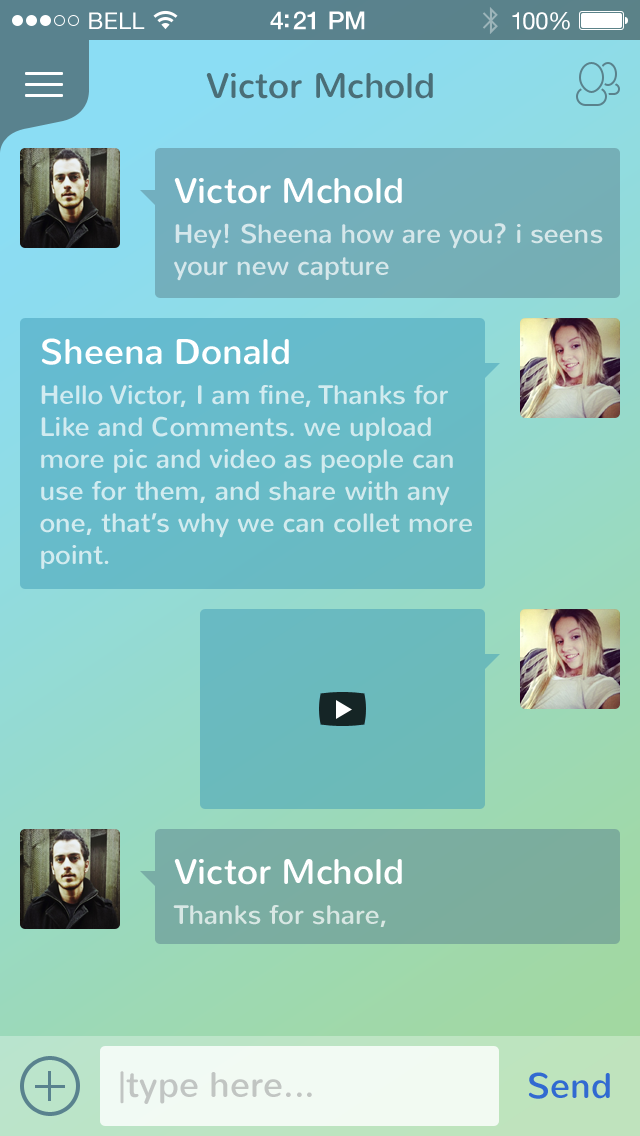 BELL 4:21 PM 100%
Victor Mchold
Victor Mchold
Hey! Sheena how are you? i seens
your new capture
Sheena Donald
Hello Victor, I am fine, Thanks for
Like and Comments. we upload
more pic and video as people can
use for them, and share with any
one, that's why we can collet more
point.
Victor Mchold
Thanks for share,
type here...
Send